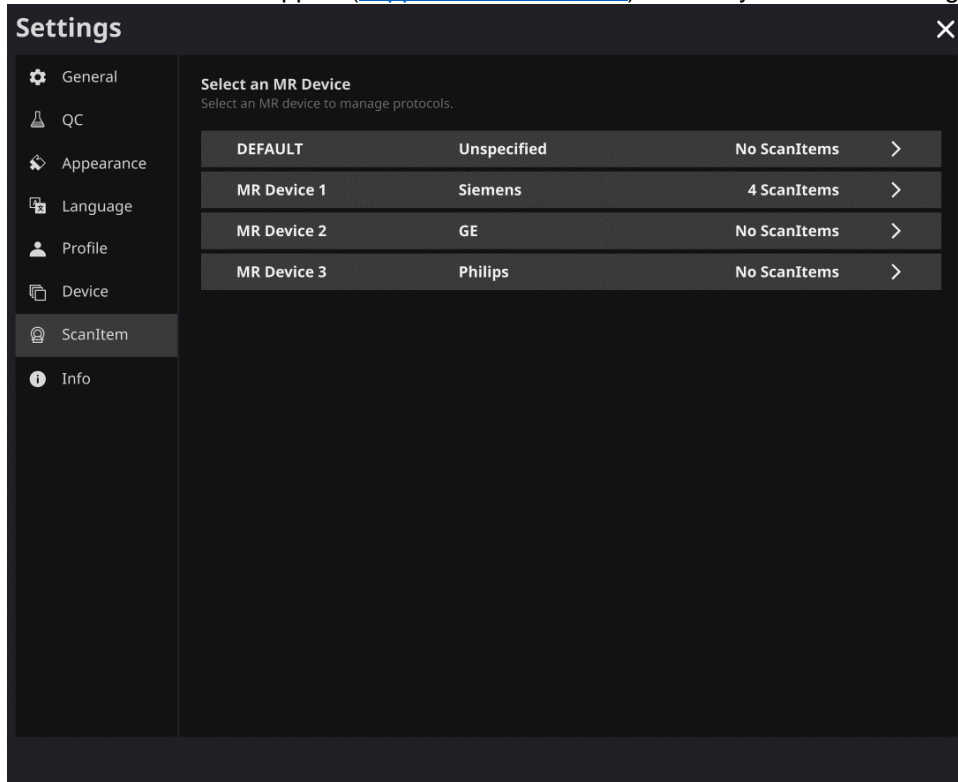 Settings
General
QC
Appearance
Language
Profile
Device
ScanItem
Info
Select an MR Device
Select an MR device to manage protocols.
DEFAULT Unspecified No ScanItems
MR Device 1 Siemens 4 ScanItems
MR Device 2 GE No ScanItems
MR Device 3 Philips No ScanItems